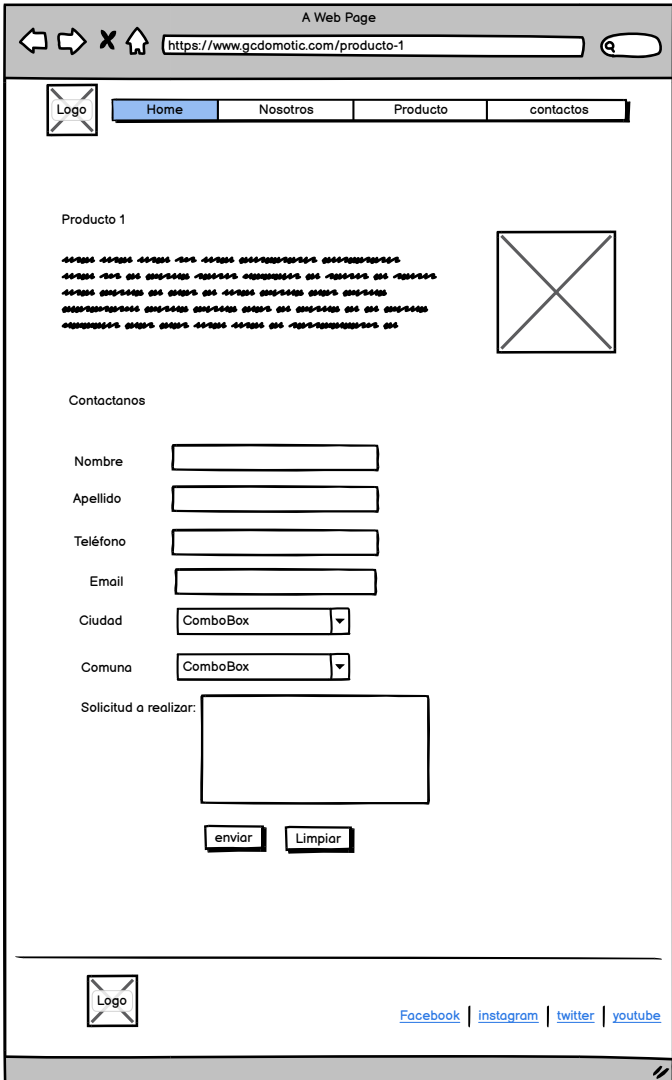 A Web Page
https://www.gcdomotic.com/producto-1
Logo
Home Nosotros Producto contactos
Producto 1
Contactanos
Nombre
Apellido
Teléfono
Email
Ciudad ComboBox
Comuna ComboBox
Solicitud a realizar:
enviar Limpiar
Logo
Facebook instagram twitter youtube